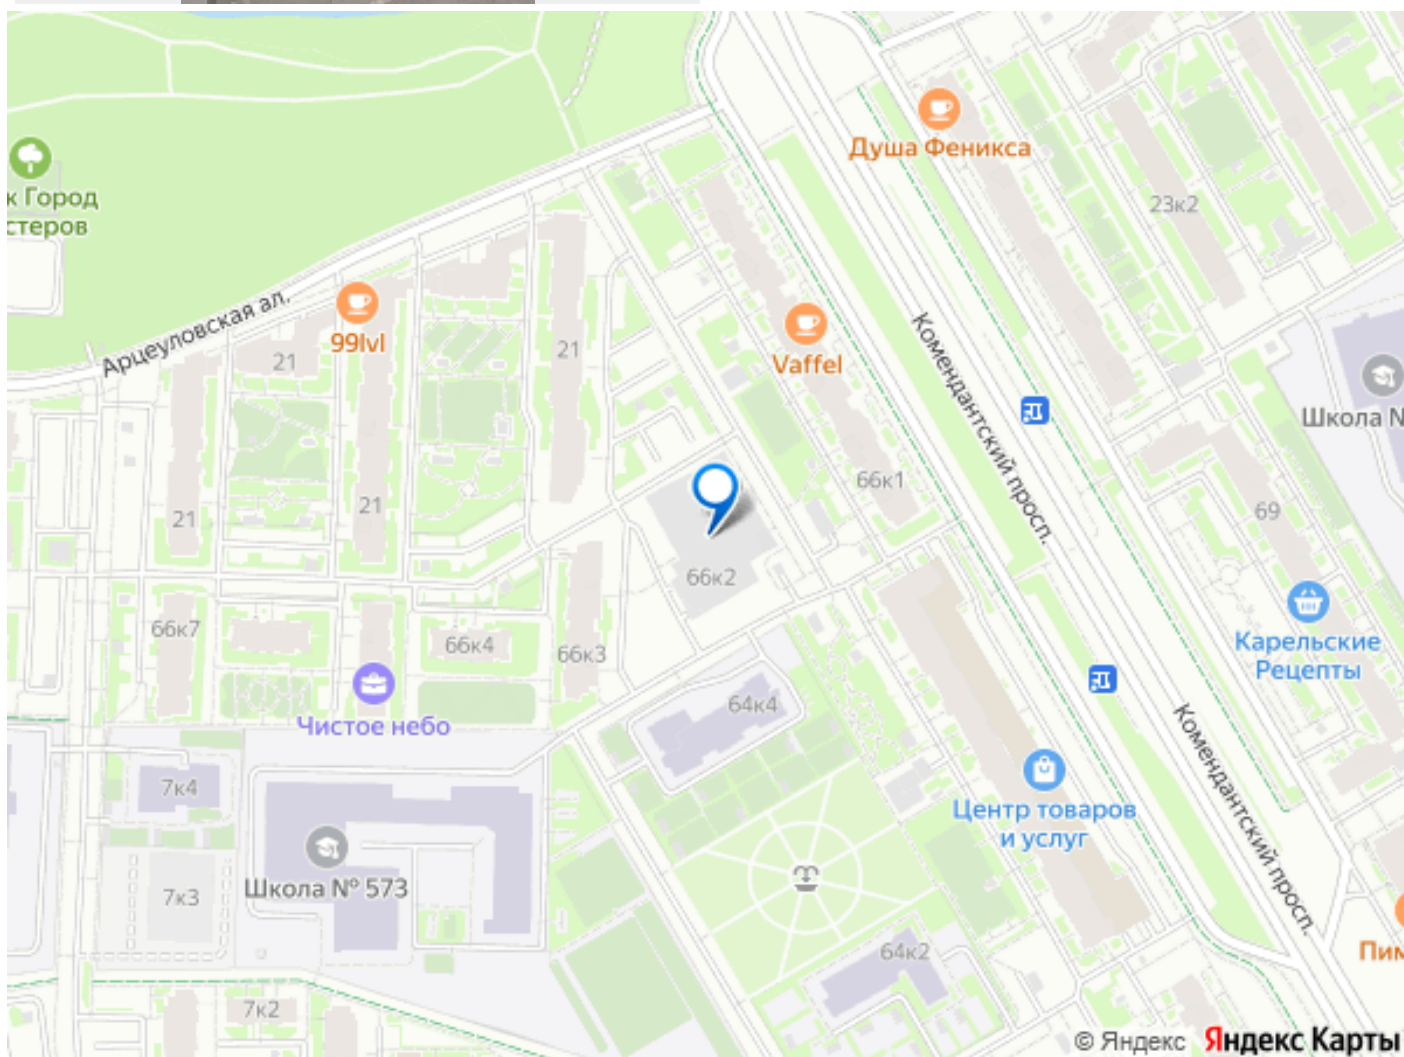 Душа Феникса
к Город
стеров
23к2
Арцеуловская ал.
99lvl
21
21
Vaffel
Комендантский просп.
Школа №
21
21
66к1
69
66к2
66к7
66к4
66к3
Карельские
Рецепты
Чистое небо
64к4
Комендантский просп.
7к4
Центр товаров
и услуг
Школа № 573
7к3
64к2
Пим
7к2
© Яндекс Яндекс Карты